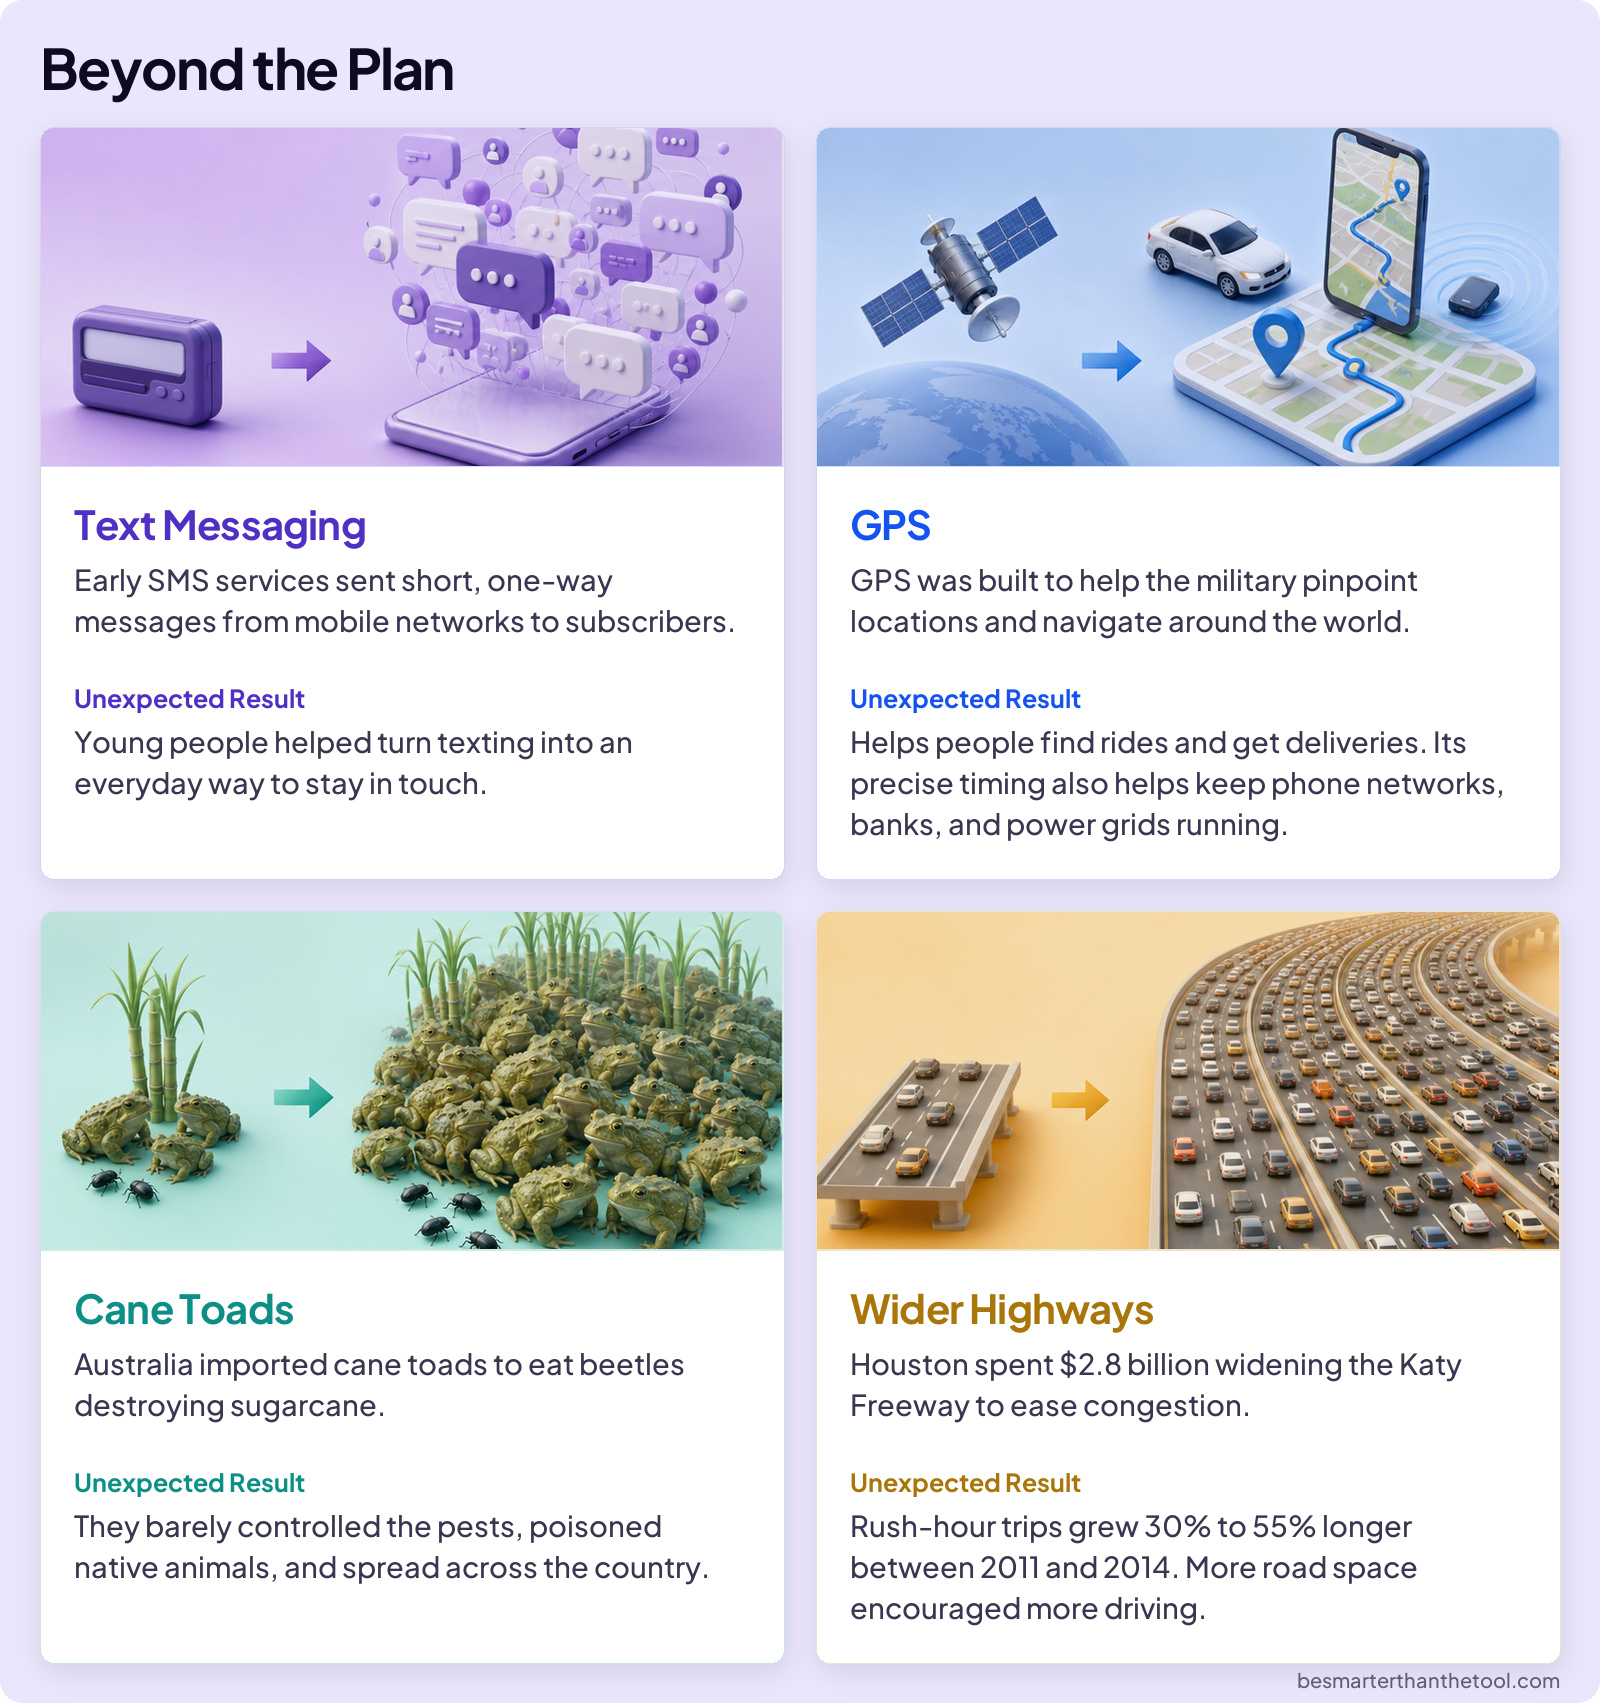 Beyond the Plan
Text Messaging
Early SMS services sent short, one-way
messages from mobile networks to subscribers.
Unexpected Result
Young people helped turn texting into an
everyday way to stay in touch.
GPS
GPS was built to help the military pinpoint
locations and navigate around the world.
Unexpected Result
Helps people find rides and get deliveries. Its
precise timing also helps keep phone networks,
banks, and power grids running.
Cane Toads
Australia imported cane toads to eat beetles
destroying sugarcane.
Unexpected Result
They barely controlled the pests, poisoned
native animals, and spread across the country.
Wider Highways
Houston spent $2.8 billion widening the Katy
Freeway to ease congestion.
Unexpected Result
Rush-hour trips grew 30% to 55% longer
between 2011 and 2014. More road space
encouraged more driving.
besmarterthanthetool.com